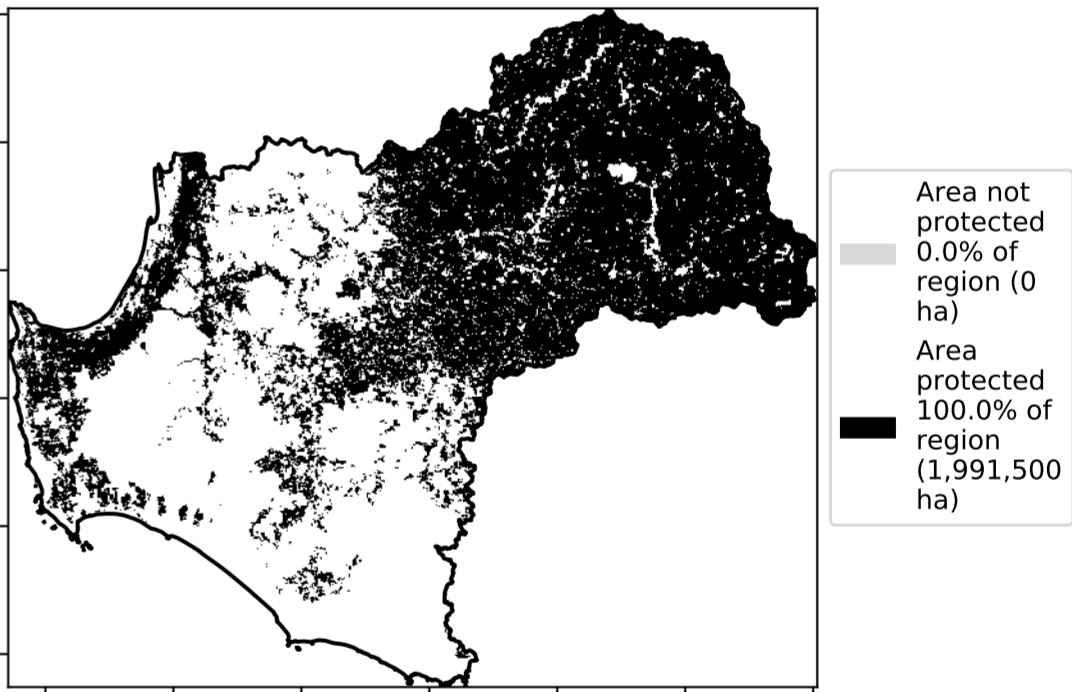 Area not
protected
0.0% of
region (0
ha)
Area
protected
100.0% of
region
(1,991,500
ha)